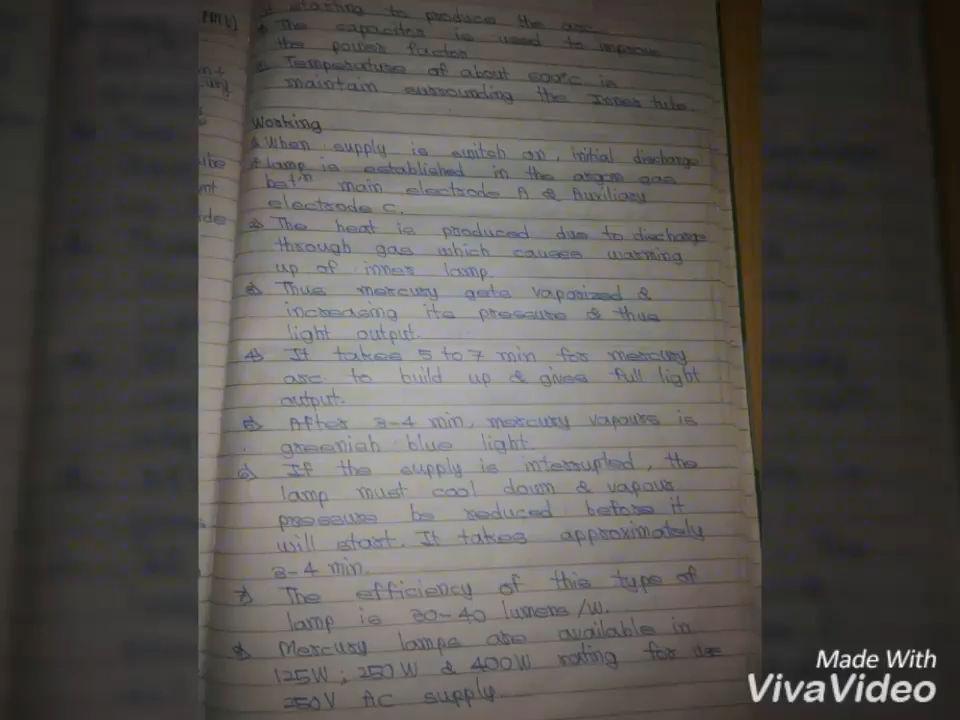 starting to produce the arc.
* The capacitor is used to improve
the power factor
* Temperature of about 600°c is
maintain surrounding the Inner tube.
Working
1) When supply is switch on, initial discharge
lamp is established in the argon gas
betn main electrode A & Auxiliary
electrode C.
2) The heat is produced due to discharge
through gas which causes warming
up of inner lamp.
3) Thus mercury gets vaporized &
increasing its pressure & thus
light output.
4) It takes 5 to 7 min for mercury
arc to build up & gives full light
output.
5) After 3-4 min, mercury vapours is
greenish blue light.
6) If the supply is interrupted, the
lamp must cool down & vapour
pressure be reduced before it
will start. It takes approximately
3-4 min.
7) The efficiency of this type of
lamp is 30-40 lumens/w.
8) Mercury lamps are available in
125W; 250W & 400W rating for use
250V AC supply.
Made With
VivaVideo